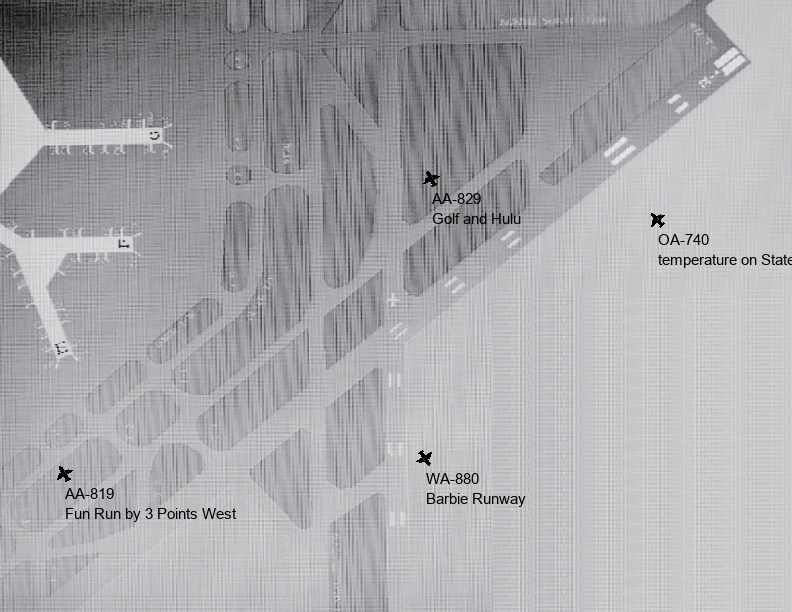 AA-829
Golf and Hulu
OA-740
temperature on State
WA-880
Barbie Runway
AA-819
Fun Run by 3 Points West